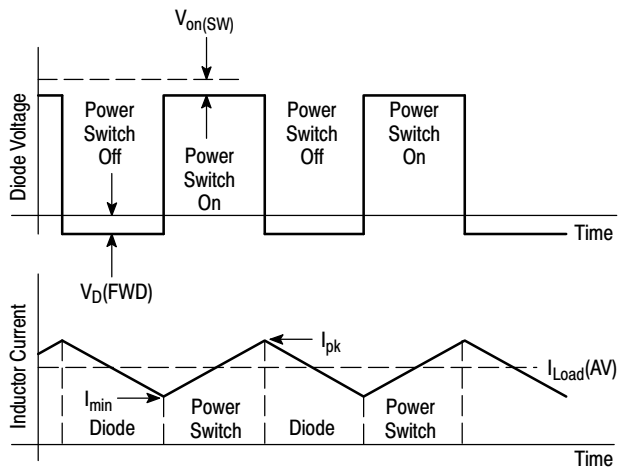 Von(SW)
Diode Voltage
Power
Switch
Off
Power
Switch
On
Power
Switch
Off
Power
Switch
On
Time
VD(FWD)
Inductor Current
Ipk
ILoad(AV)
Imin
Diode
Power
Switch
Diode
Power
Switch
Time